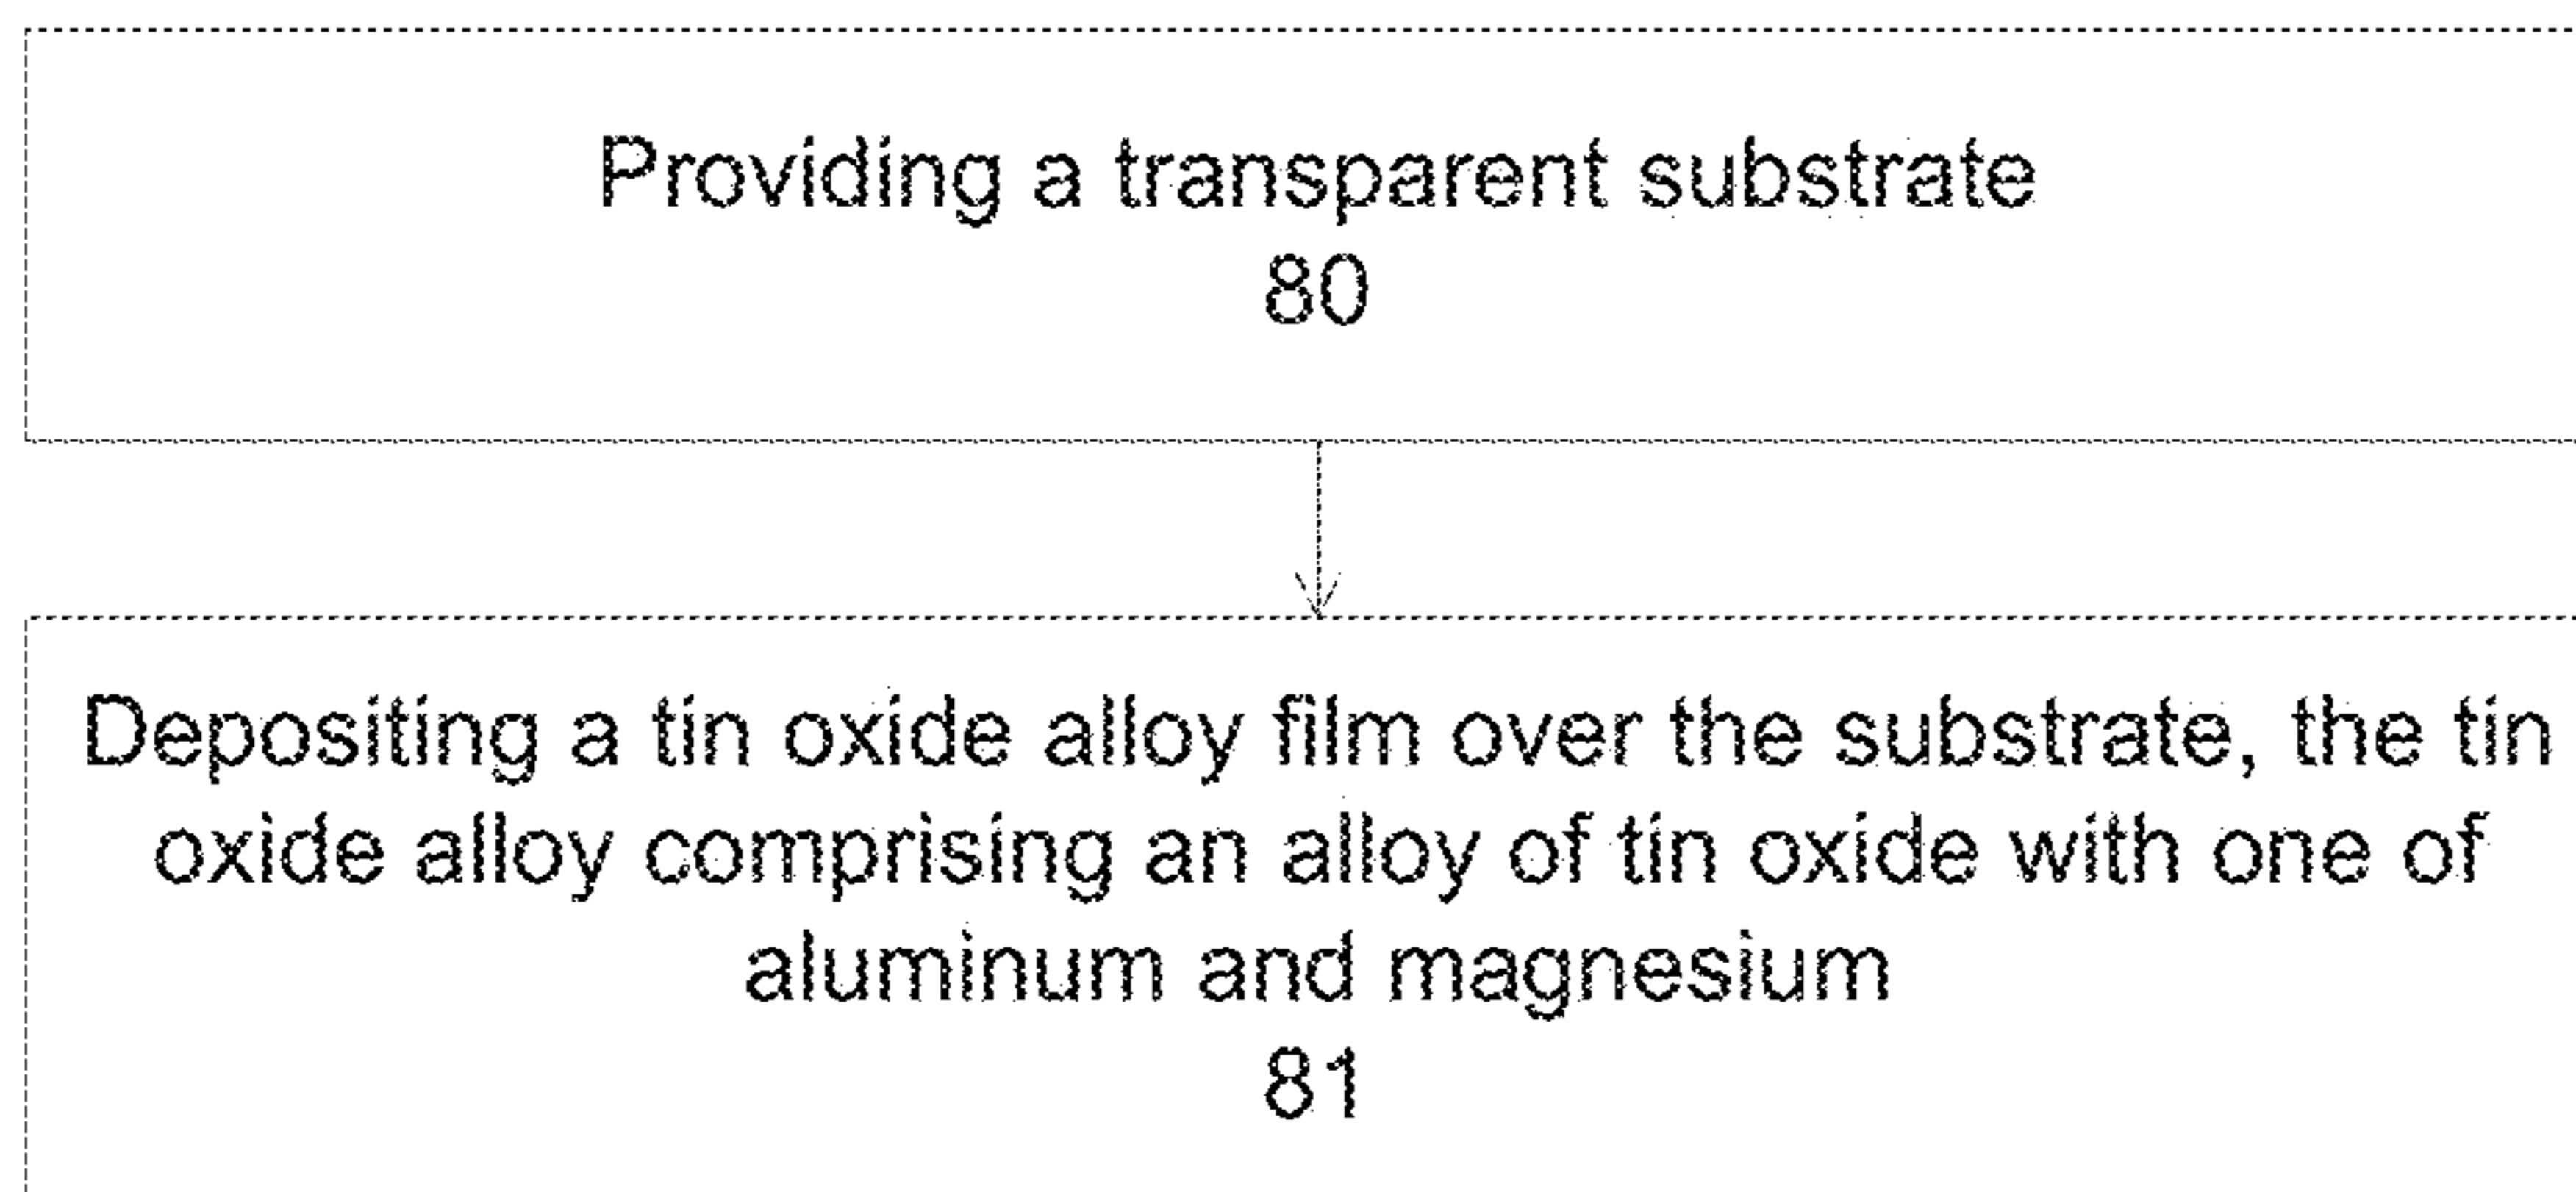 Providing a transparent substrate
80
Depositing a tin oxide alloy film over the substrate, the tin
oxide alloy comprising an alloy of tin oxide with one of
aluminum and magnesium
81